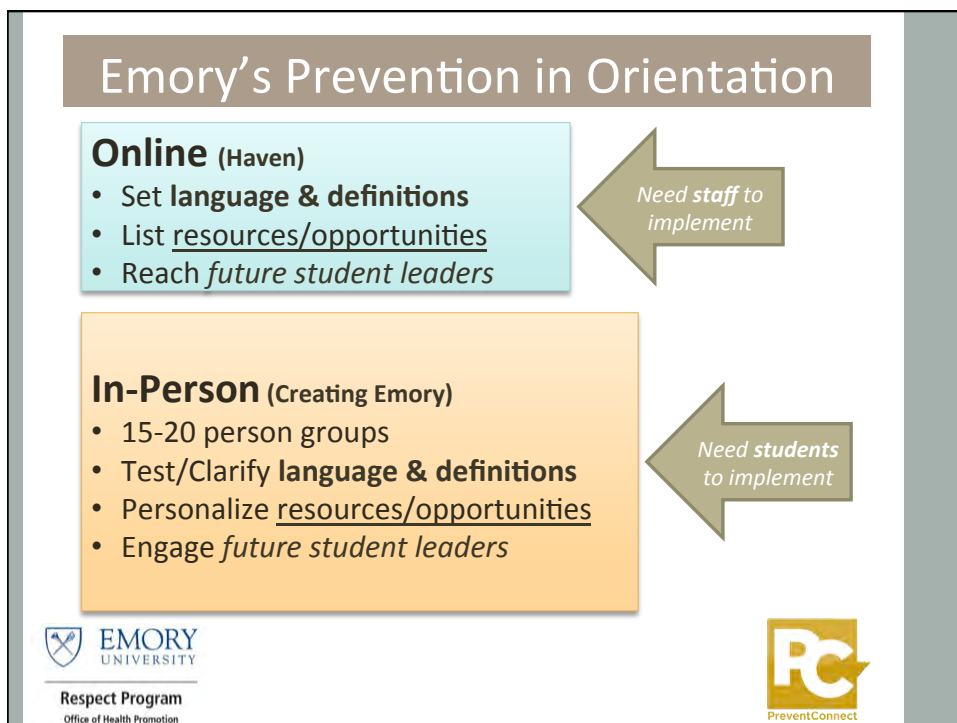 Emory's Prevention in Orientation
Online (Haven)
• Set language & definitions
• List resources/opportunities
• Reach future student leaders
Need staff to
implement
In-Person (Creating Emory)
• 15-20 person groups
• Test/Clarify language & definitions
• Personalize resources/opportunities
• Engage future student leaders
Need students
to implement
EMORY
UNIVERSITY
Respect Program
Office of Health Promotion
PC
PreventConnect